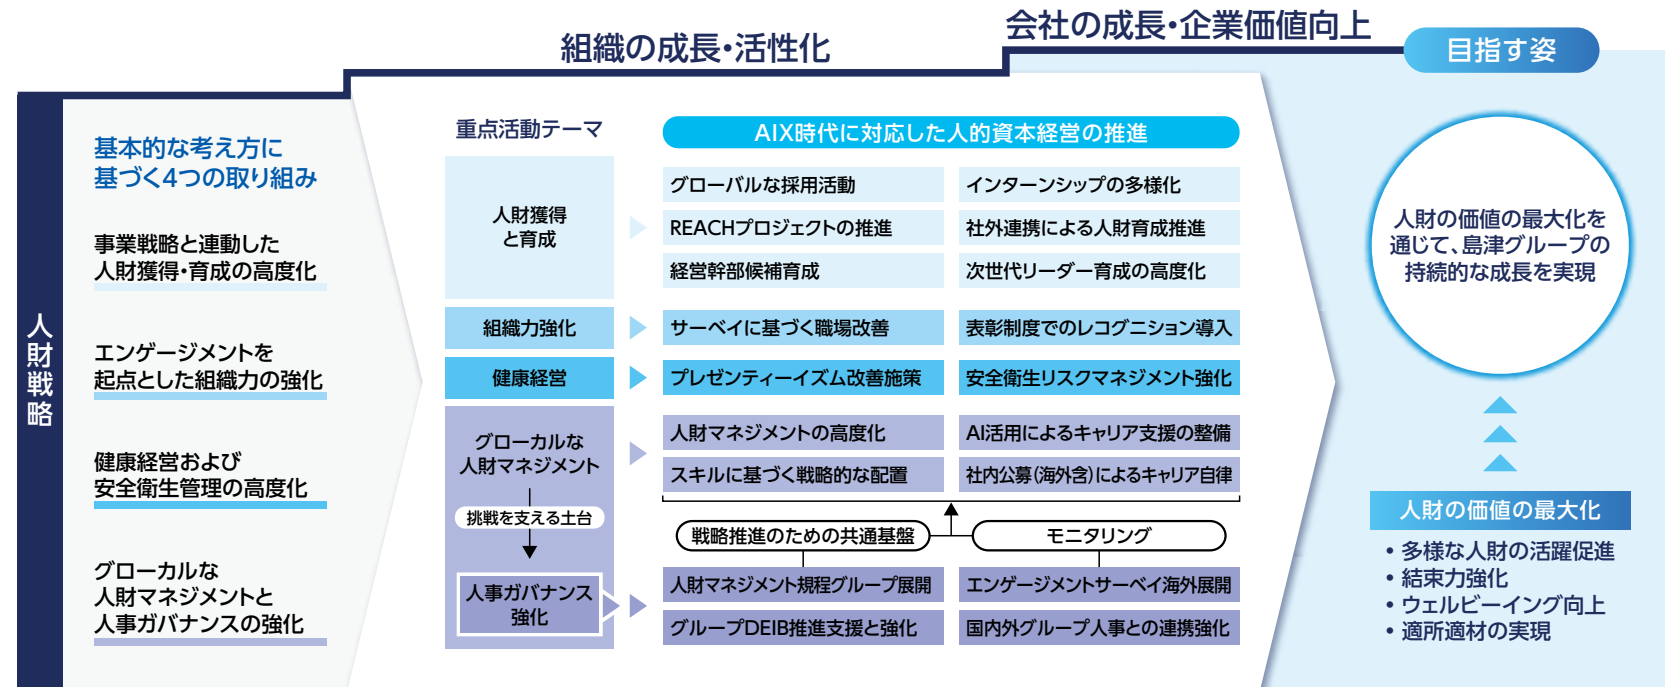 組織の成長・活性化
会社の成長・企業価値向上
目指す姿
人財戦略
基本的な考え方に
基づく4つの取り組み
事業戦略と連動した
人財獲得・育成の高度化
エンゲージメントを
起点とした組織力の強化
健康経営および
安全衛生管理の高度化
グローカルな
人財マネジメントと
人事ガバナンスの強化
重点活動テーマ
AIX時代に対応した人的資本経営の推進
人財獲得
と育成
グローバルな採用活動
インターンシップの多様化
REACHプロジェクトの推進
社外連携による人財育成推進
経営幹部候補育成
次世代リーダー育成の高度化
組織力強化
サーベイに基づく職場改善
表彰制度でのレコグニション導入
健康経営
プレゼンティーイズム改善施策
安全衛生リスクマネジメント強化
グローカルな
人財マネジメント
人財マネジメントの高度化
AI活用によるキャリア支援の整備
スキルに基づく戦略的な配置
社内公募(海外含)によるキャリア自律
挑戦を支える土台
戦略推進のための共通基盤
モニタリング
人事ガバナンス
強化
人財マネジメント規程グループ展開
エンゲージメントサーベイ海外展開
グループDEIB推進支援と強化
国内外グループ人事との連携強化
人財の価値の最大化を
通じて、島津グループの
持続的な成長を実現
人財の価値の最大化
• 多様な人財の活躍促進
• 結束力強化
• ウェルビーイング向上
• 適所適材の実現